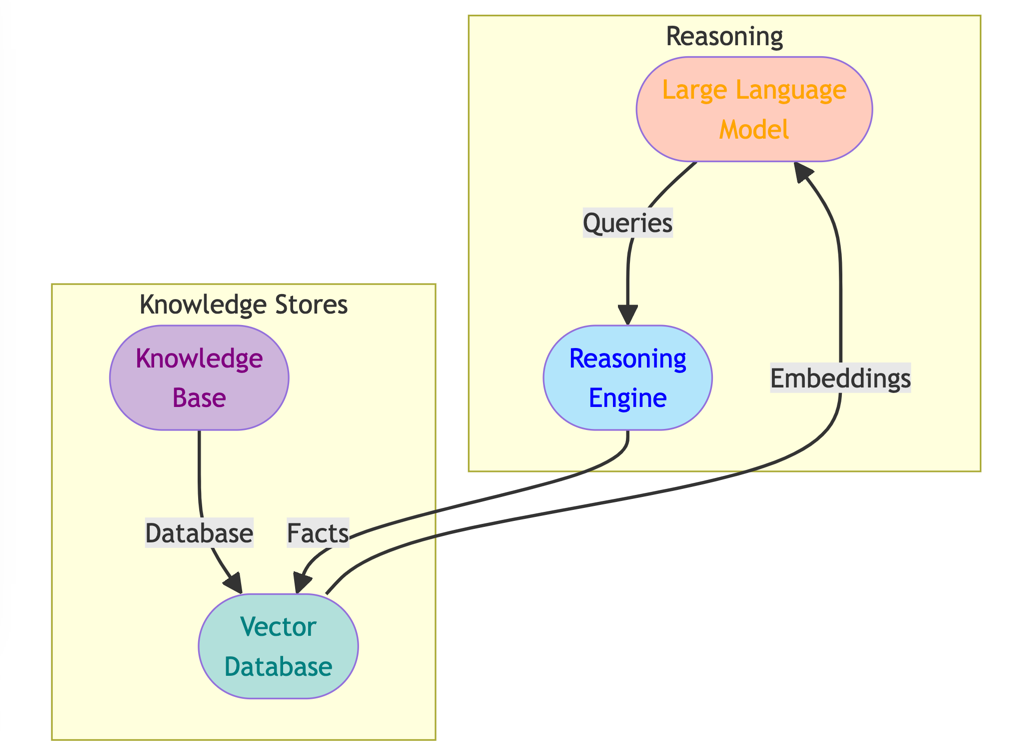 Reasoning
Large Language
Model
Queries
Knowledge Stores
Knowledge
Base
Reasoning
Engine
Embeddings
Database
Facts
Vector
Database